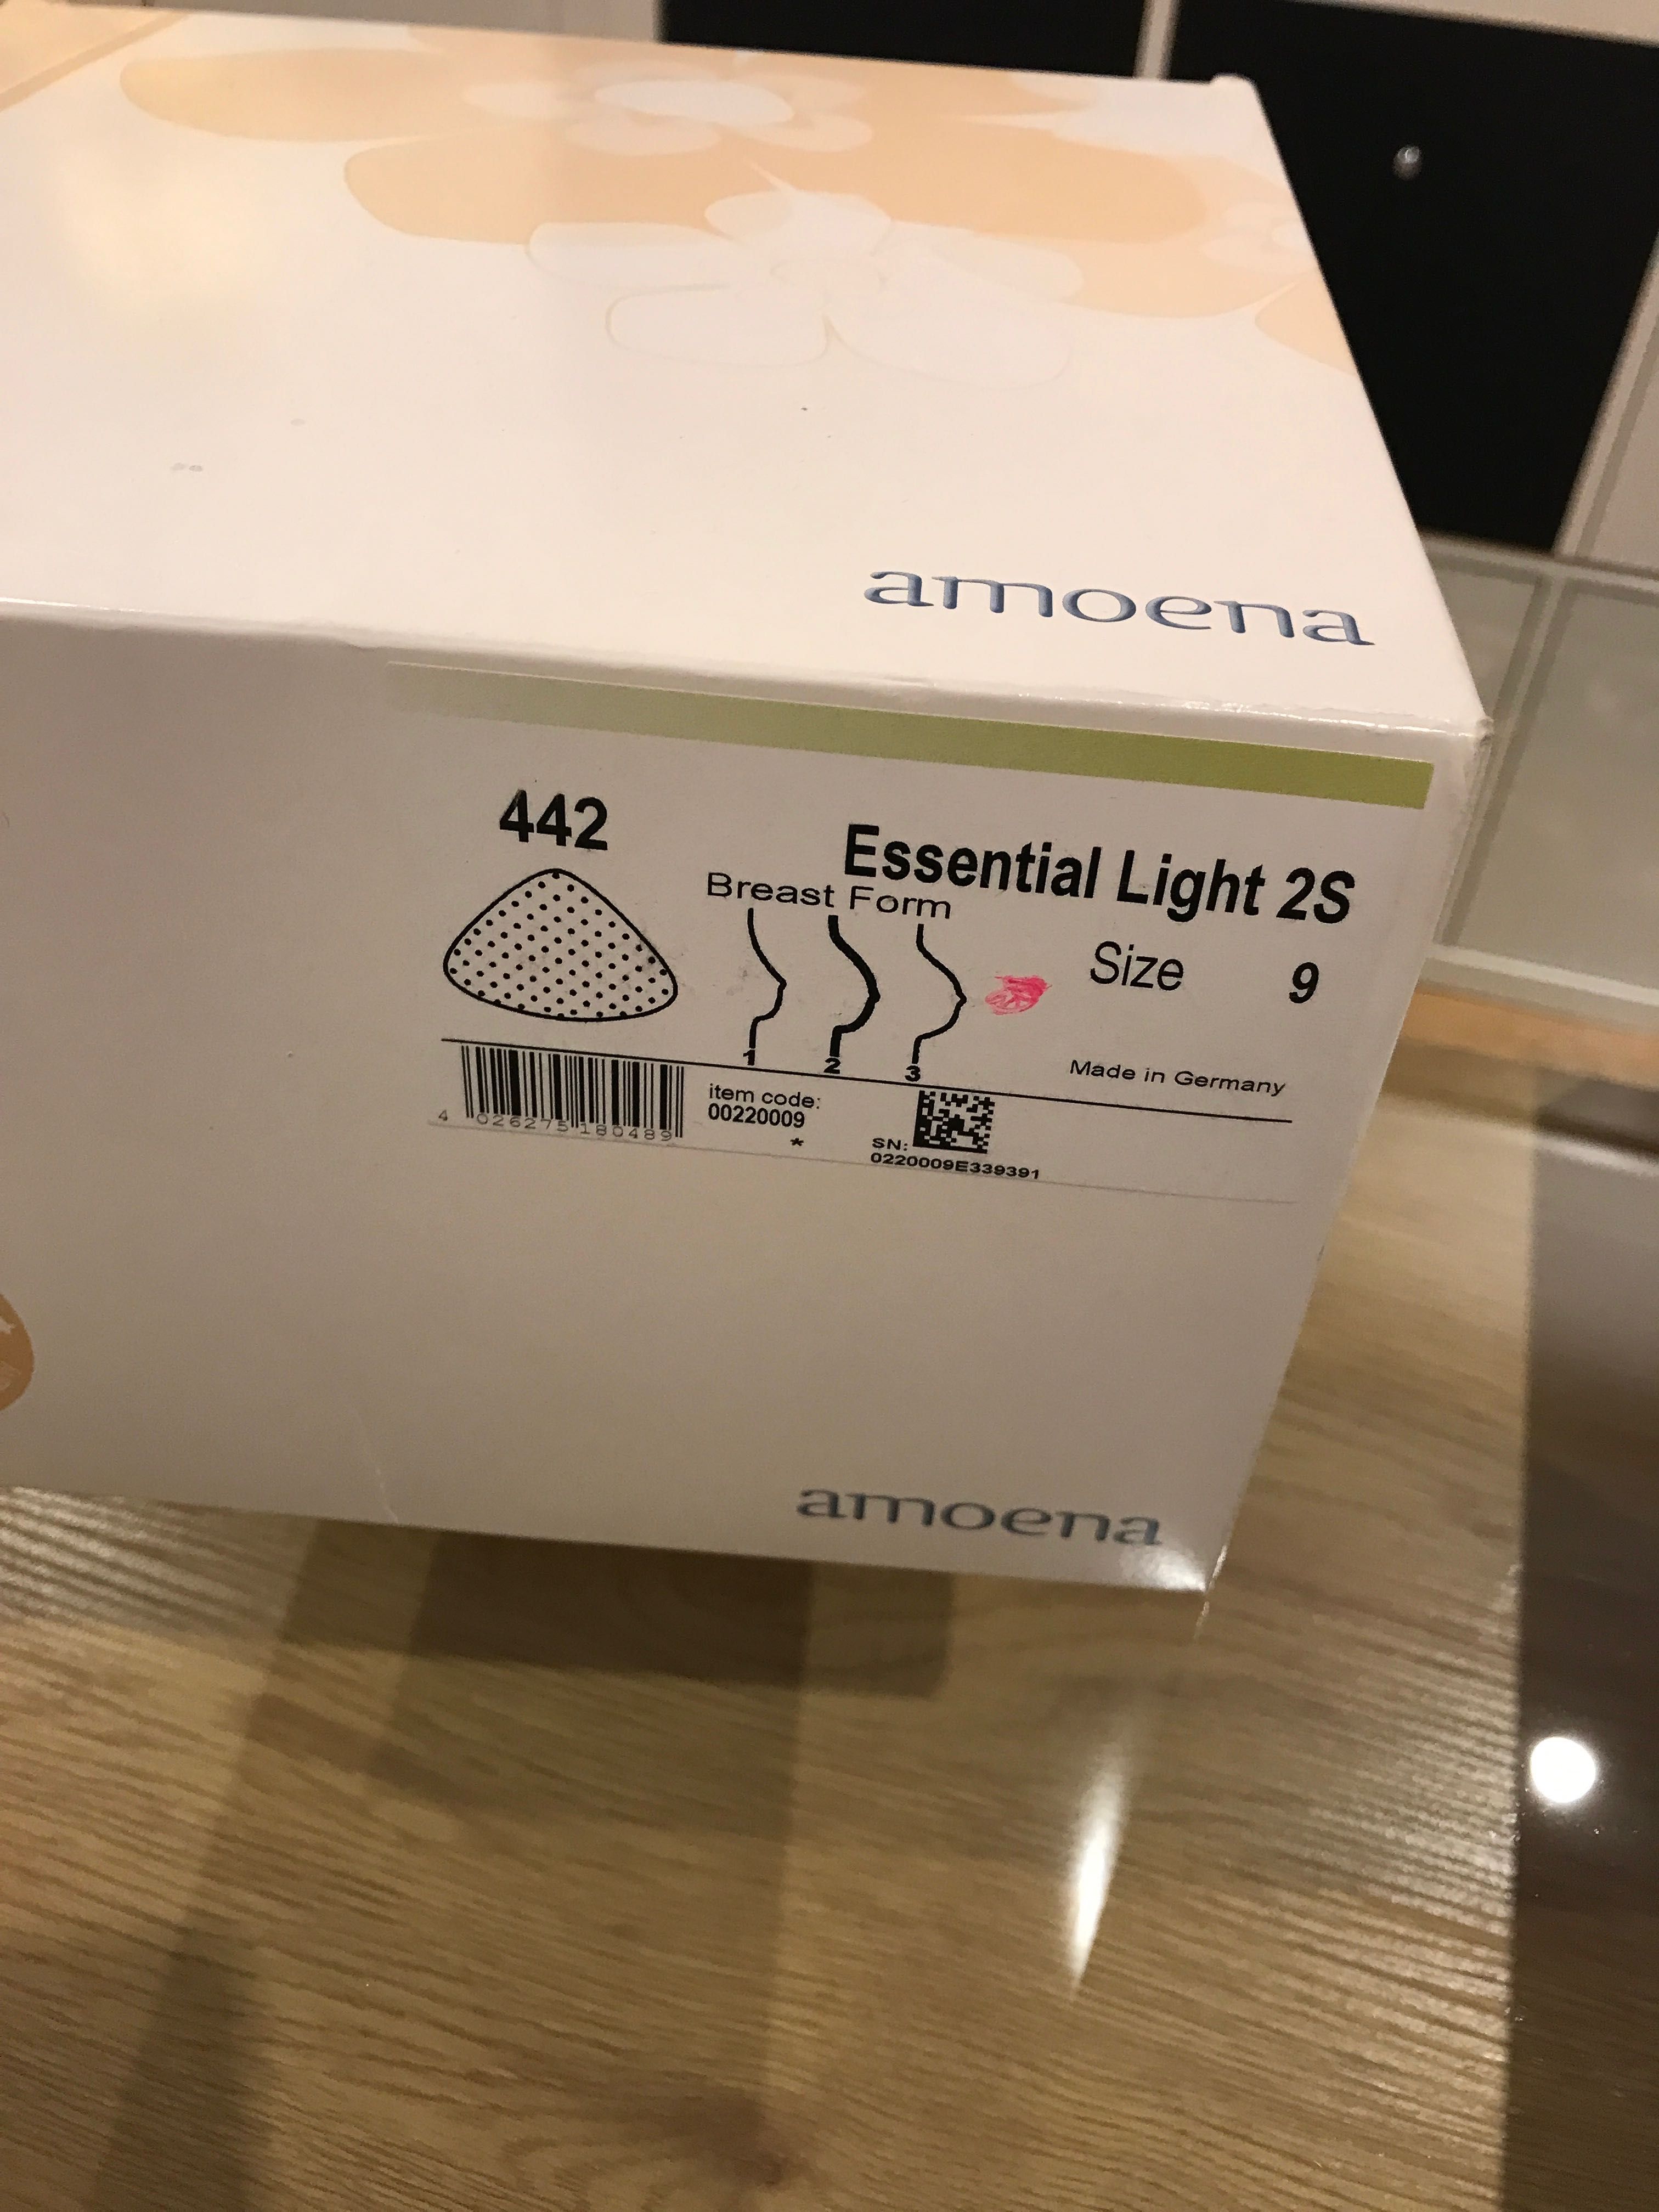 amoena
442
Essential Light 2S
Breast Form
Size 9
1 2 3
Made in Germany
4 026275 180489
item code:
00220009
*
SN:
0220009E339391
amoena